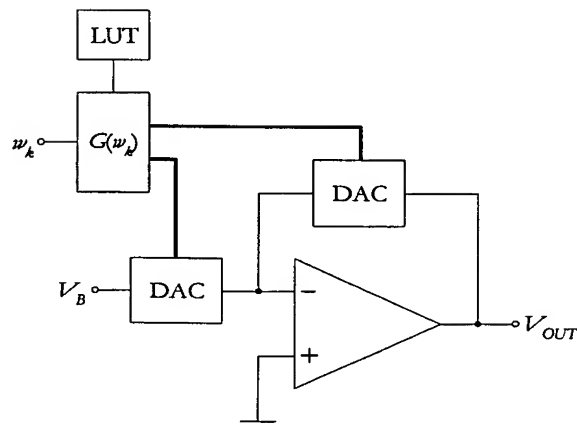 LUT
w_k
G(w_k)
DAC
V_B
DAC
−
+
V_OUT